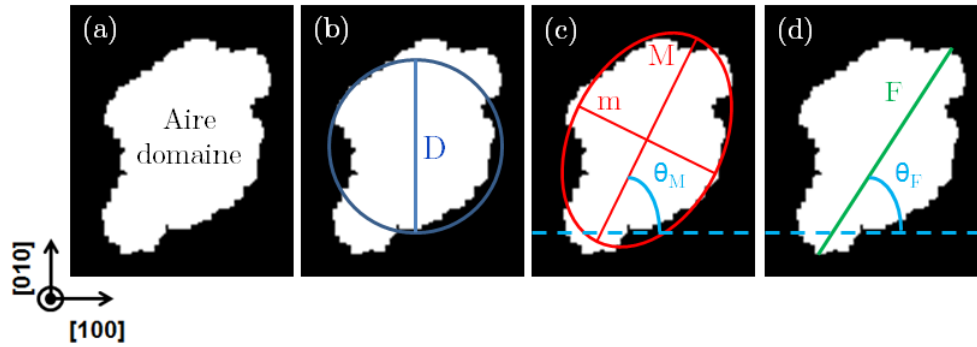 (a)
Aire
domaine
(b)
D
(c)
M
m
θM
(d)
F
θF
[010]
[100]